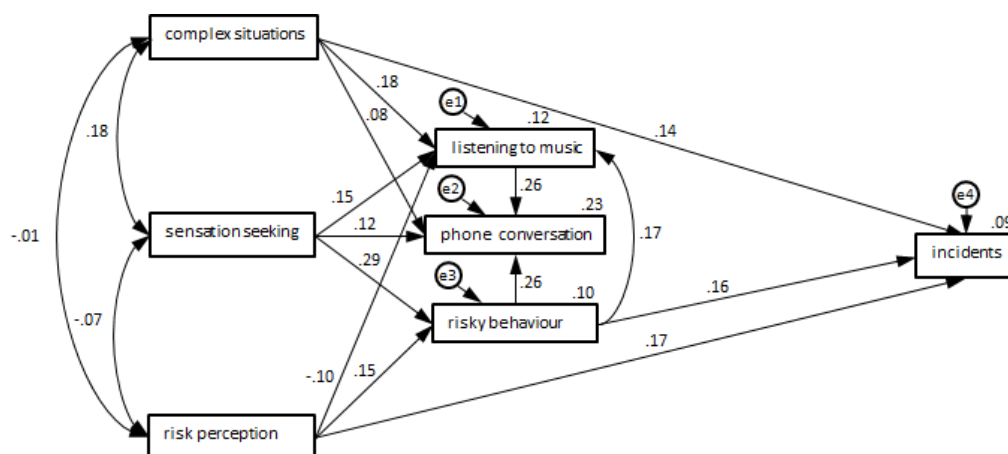 complex situations
.18
.08
e1
.12
.14
listening to music
.18
.15
.26
e2
.23
e4
.09
sensation seeking
.12
phone conversation
.17
incidents
-.01
.29
e3
.26
.10
.16
-.07
risky behaviour
.17
-.10
.15
risk perception